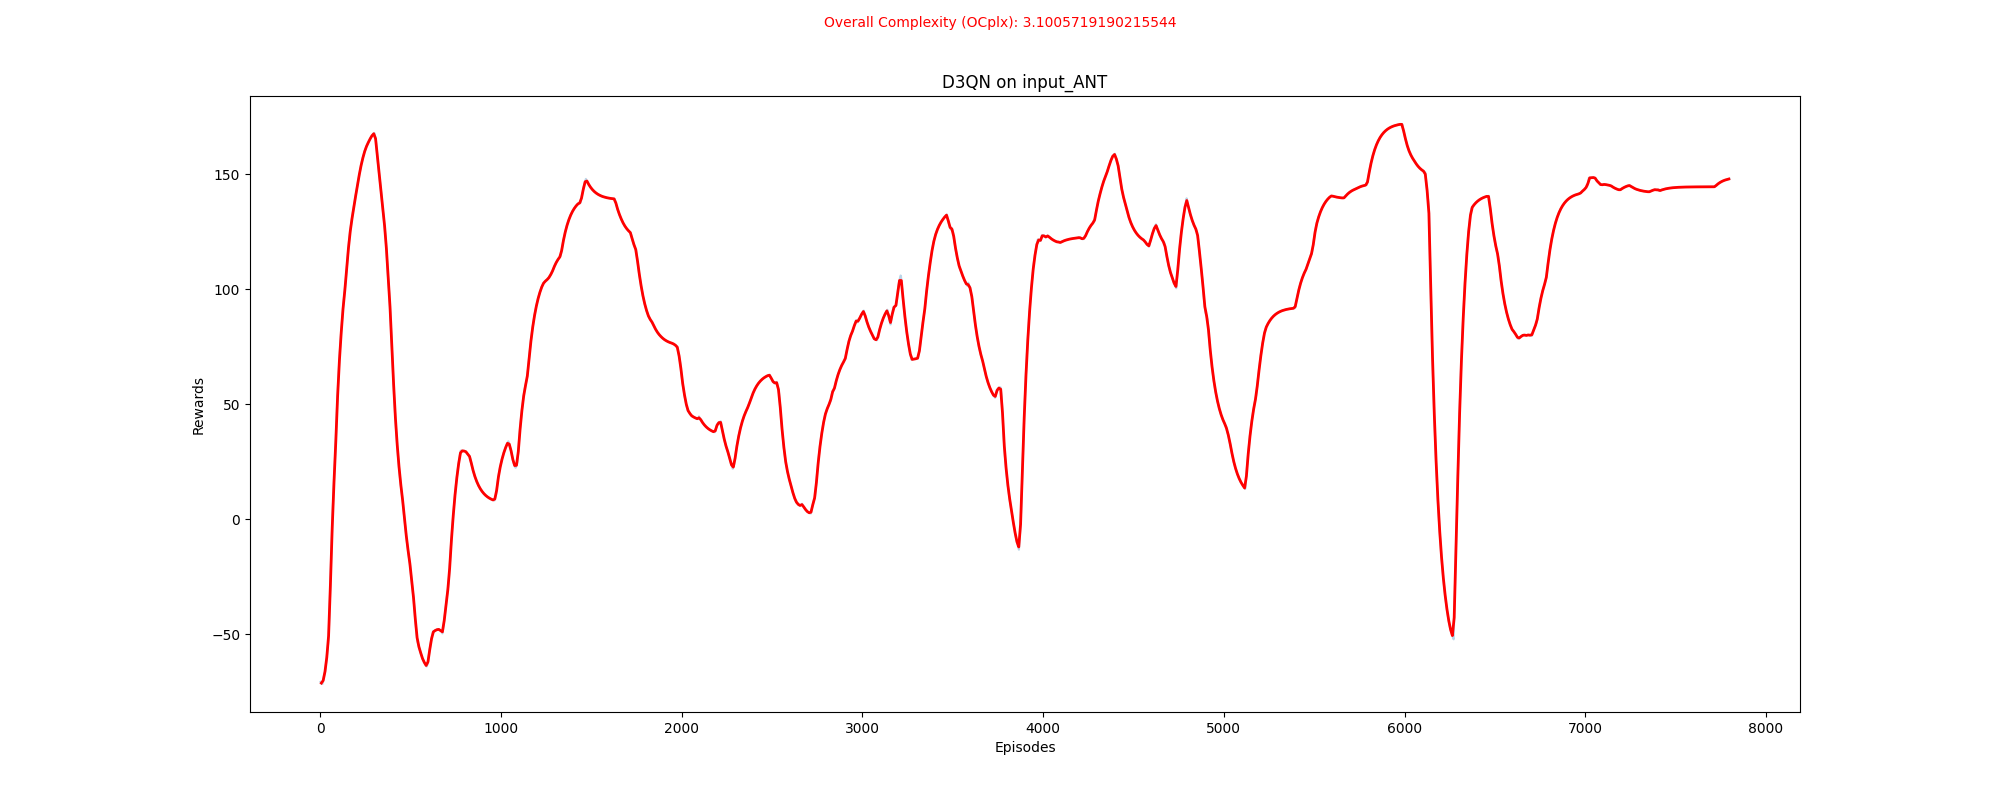 Overall Complexity (OCplx): 3.1005719190215544
D3QN on input_ANT
150
100
50
0
−50
Rewards
0 1000 2000 3000 4000 5000 6000 7000 8000
Episodes